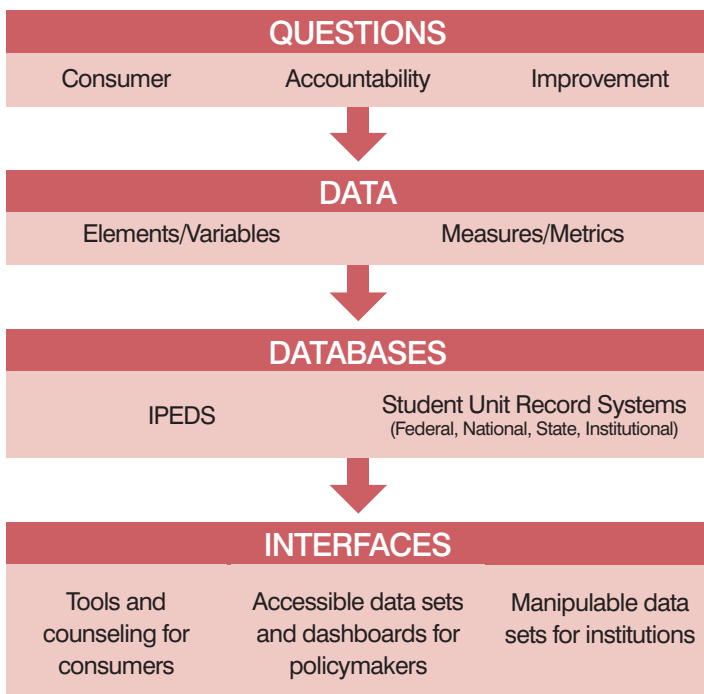 QUESTIONS
Consumer Accountability Improvement
DATA
Elements/Variables Measures/Metrics
DATABASES
IPEDS
Student Unit Record Systems
(Federal, National, State, Institutional)
INTERFACES
Tools and
counseling for
consumers
Accessible data sets
and dashboards for
policymakers
Manipulable data
sets for institutions